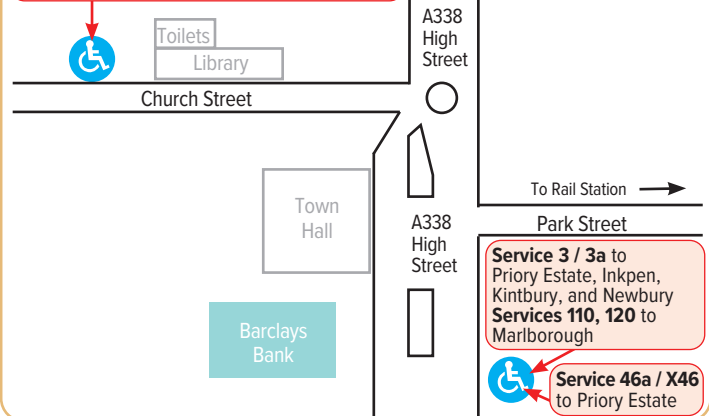 A338
High
Street
Toilets
Library
Church Street
To Rail Station
Town
Hall
A338
High
Street
Park Street
Service 3 / 3a to
Priory Estate, Inkpen,
Kintbury, and Newbury
Services 110, 120 to
Marlborough
Barclays
Bank
Service 46a / X46
to Priory Estate